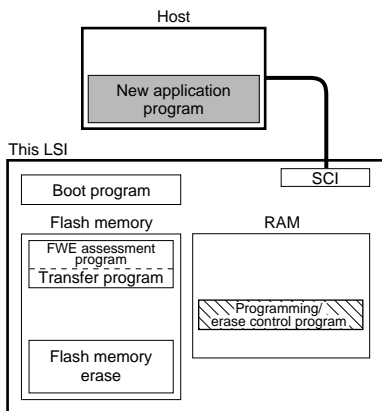 Host
New application
program
This LSI
SCI
Boot program
Flash memory
RAM
FWE assessment
program
Transfer program
Programming/
erase control program
Flash memory
erase